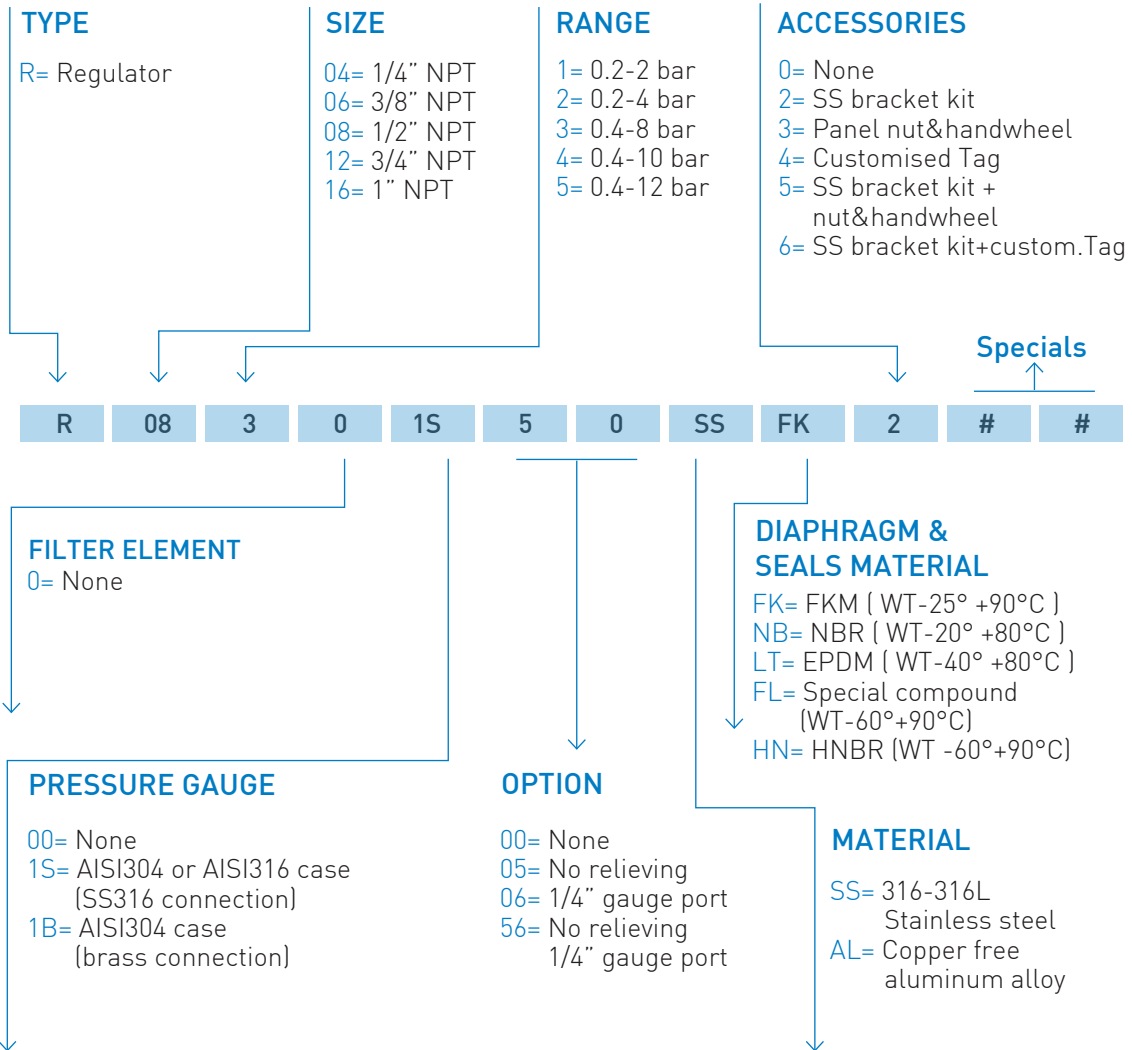 TYPE
R= Regulator
SIZE
04= 1/4” NPT
06= 3/8” NPT
08= 1/2” NPT
12= 3/4” NPT
16= 1” NPT
RANGE
1= 0.2-2 bar
2= 0.2-4 bar
3= 0.4-8 bar
4= 0.4-10 bar
5= 0.4-12 bar
ACCESSORIES
0= None
2= SS bracket kit
3= Panel nut&handwheel
4= Customised Tag
5= SS bracket kit +
nut&handwheel
6= SS bracket kit+custom.Tag
Specials
R 08 3 0 1S 5 0 SS FK 2 # #
FILTER ELEMENT
0= None
DIAPHRAGM &
SEALS MATERIAL
FK= FKM ( WT-25° +90°C )
NB= NBR ( WT-20° +80°C )
LT= EPDM ( WT-40° +80°C )
FL= Special compound
(WT-60°+90°C)
HN= HNBR (WT -60°+90°C)
PRESSURE GAUGE
00= None
1S= AISI304 or AISI316 case
(SS316 connection)
1B= AISI304 case
(brass connection)
OPTION
00= None
05= No relieving
06= 1/4” gauge port
56= No relieving
1/4” gauge port
MATERIAL
SS= 316-316L
Stainless steel
AL= Copper free
aluminum alloy